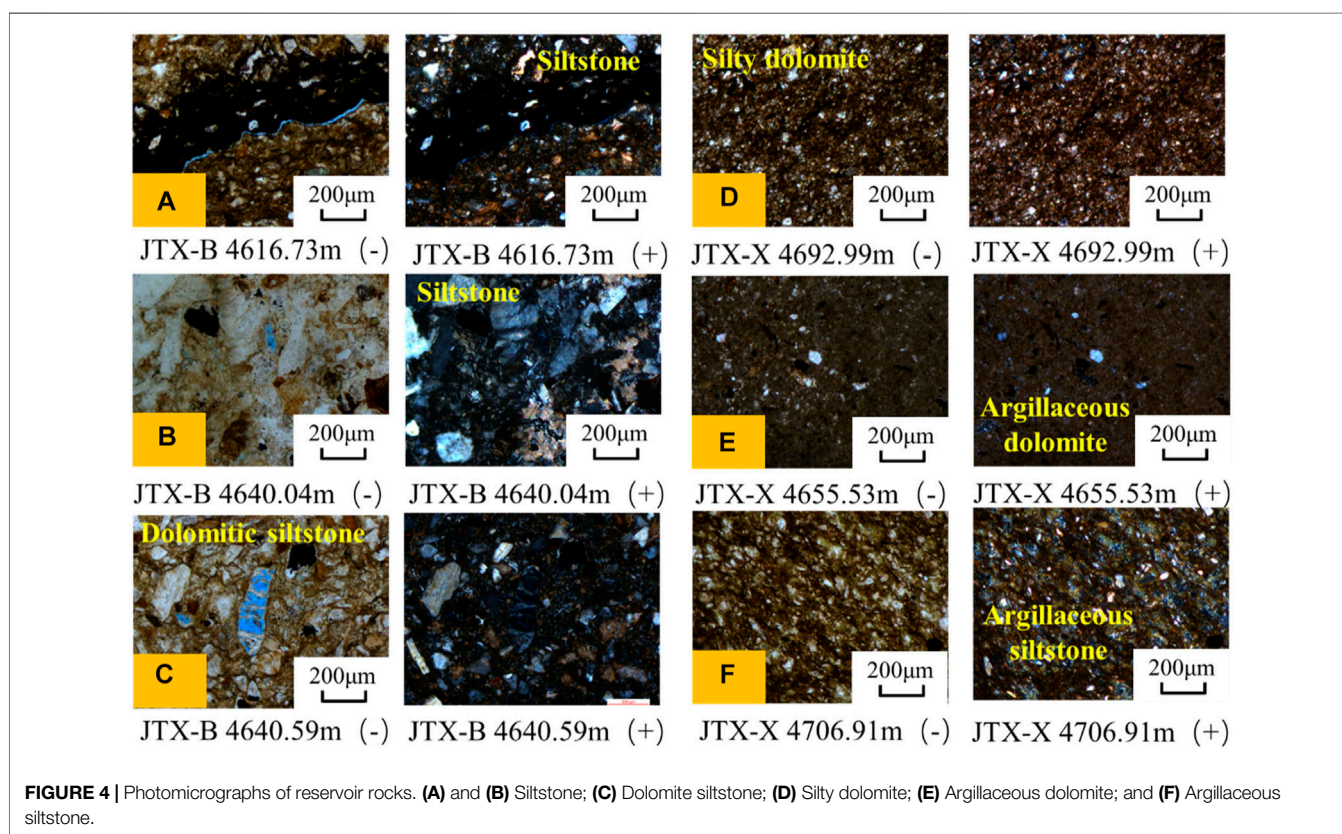 Siltstone
A
200μm
200μm
JTX-B 4616.73m (-)
JTX-B 4616.73m (+)
Silty dolomite
D
200μm
200μm
JTX-X 4692.99m (-)
JTX-X 4692.99m (+)
Siltstone
B
200μm
200μm
JTX-B 4640.04m (-)
JTX-B 4640.04m (+)
Argillaceous
dolomite
E
200μm
200μm
JTX-X 4655.53m (-)
JTX-X 4655.53m (+)
Dolomitic siltstone
C
200μm
JTX-B 4640.59m (-)
JTX-B 4640.59m (+)
Argillaceous
siltstone
F
200μm
200μm
JTX-X 4706.91m (-)
JTX-X 4706.91m (+)
FIGURE 4 | Photomicrographs of reservoir rocks. (A) and (B) Siltstone; (C) Dolomite siltstone; (D) Silty dolomite; (E) Argillaceous dolomite; and (F) Argillaceous
siltstone.